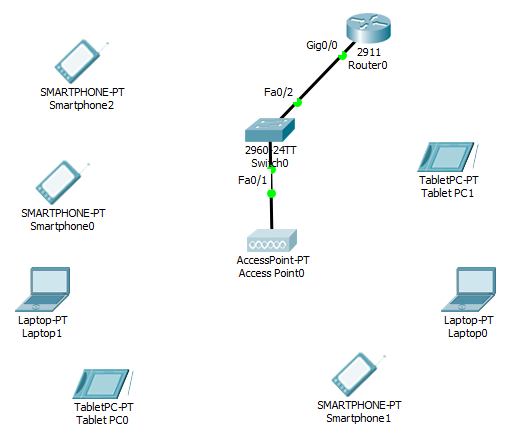 Gig0/0
2911
Router0
SMARTPHONE-PT
Smartphone2
Fa0/2
2960-24TT
Switch0
Fa0/1
TabletPC-PT
Tablet PC1
SMARTPHONE-PT
Smartphone0
AccessPoint-PT
Access Point0
Laptop-PT
Laptop1
Laptop-PT
Laptop0
TabletPC-PT
Tablet PC0
SMARTPHONE-PT
Smartphone1